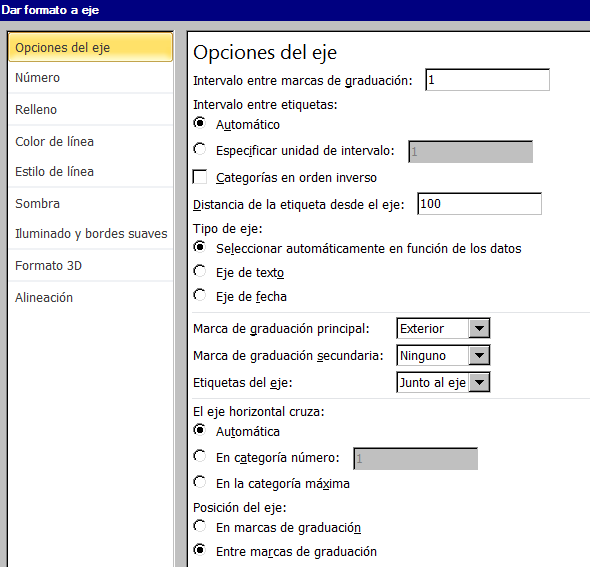 Dar formato a eje
Opciones del eje
Número
Relleno
Color de línea
Estilo de línea
Sombra
Iluminado y bordes suaves
Formato 3D
Alineación
Opciones del eje
Intervalo entre marcas de graduación: 1
Intervalo entre etiquetas:
Automático
Especificar unidad de intervalo: 1
Categorías en orden inverso
Distancia de la etiqueta desde el eje: 100
Tipo de eje:
Seleccionar automáticamente en función de los datos
Eje de texto
Eje de fecha
Marca de graduación principal: Exterior
Marca de graduación secundaria: Ninguno
Etiquetas del eje: Junto al eje
El eje horizontal cruza:
Automática
En categoría número: 1
En la categoría máxima
Posición del eje:
En marcas de graduación
Entre marcas de graduación